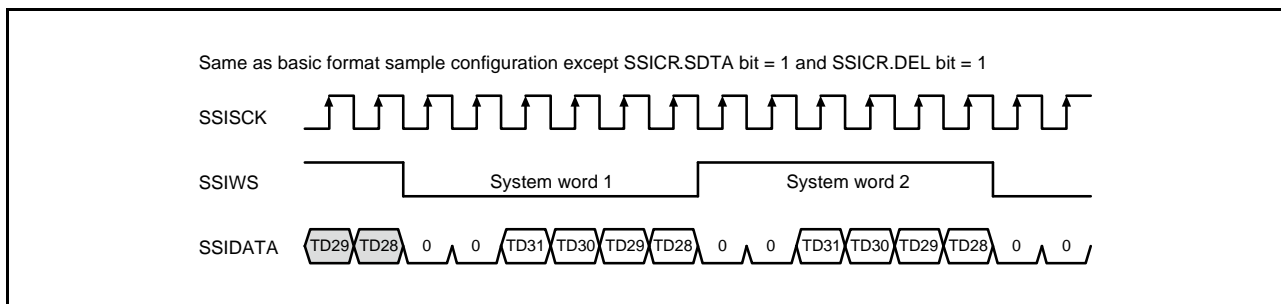 Same as basic format sample configuration except SSICR.SDTA bit = 1 and SSICR.DEL bit = 1
SSISCK
SSIWS System word 1 System word 2
SSIDATA TD29 TD28 0 0 TD31 TD30 TD29 TD28 0 0 TD31 TD30 TD29 TD28 0 0